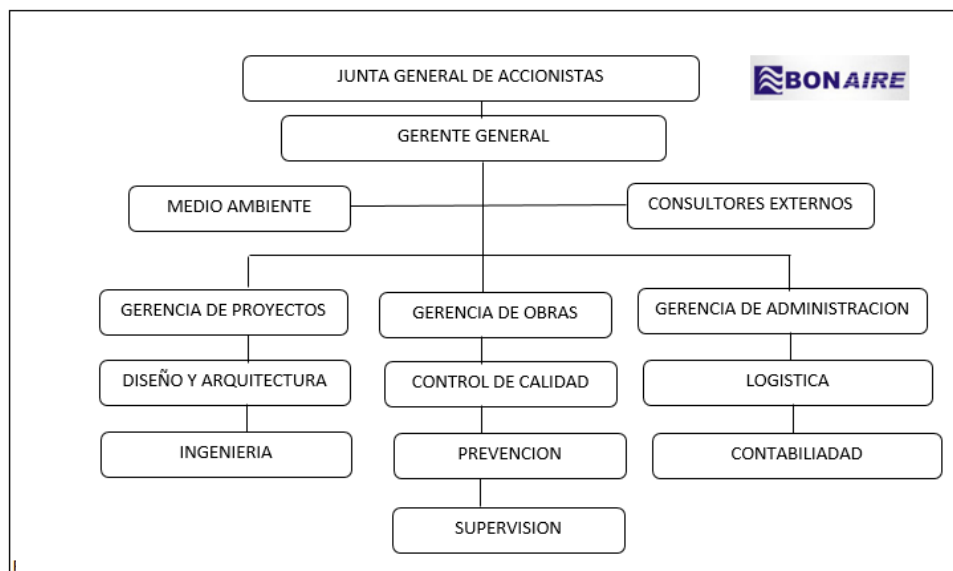 JUNTA GENERAL DE ACCIONISTAS
BONAIRE
GERENTE GENERAL
MEDIO AMBIENTE
CONSULTORES EXTERNOS
GERENCIA DE PROYECTOS
GERENCIA DE OBRAS
GERENCIA DE ADMINISTRACION
DISEÑO Y ARQUITECTURA
CONTROL DE CALIDAD
LOGISTICA
INGENIERIA
PREVENCION
CONTABILIADAD
SUPERVISION